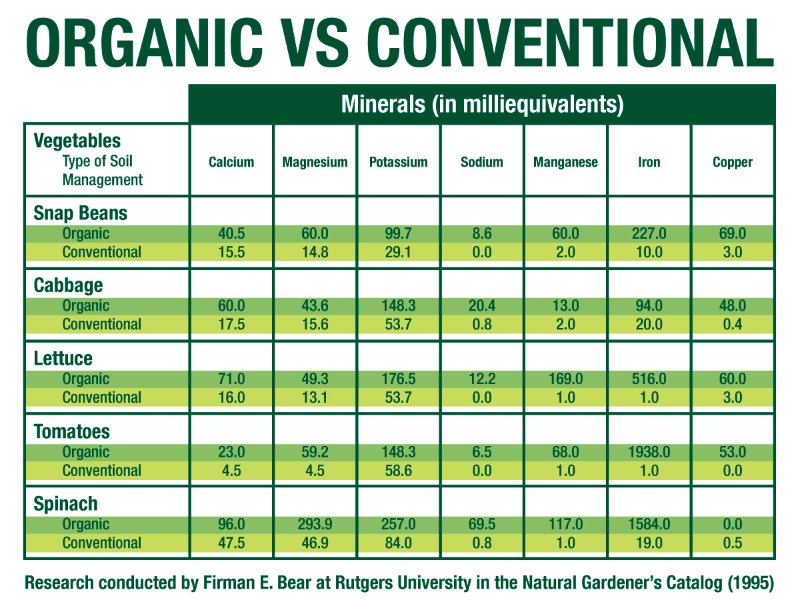 ORGANIC VS CONVENTIONAL
Minerals (in milliequivalents)
Vegetables
Type of Soil
Management
Calcium Magnesium Potassium Sodium Manganese Iron Copper
Snap Beans
Organic 40.5 60.0 99.7 8.6 60.0 227.0 69.0
Conventional 15.5 14.8 29.1 0.0 2.0 10.0 3.0
Cabbage
Organic 60.0 43.6 148.3 20.4 13.0 94.0 48.0
Conventional 17.5 15.6 53.7 0.8 2.0 20.0 0.4
Lettuce
Organic 71.0 49.3 176.5 12.2 169.0 516.0 60.0
Conventional 16.0 13.1 53.7 0.0 1.0 1.0 3.0
Tomatoes
Organic 23.0 59.2 148.3 6.5 68.0 1938.0 53.0
Conventional 4.5 4.5 58.6 0.0 1.0 1.0 0.0
Spinach
Organic 96.0 293.9 257.0 69.5 117.0 1584.0 0.0
Conventional 47.5 46.9 84.0 0.8 1.0 19.0 0.5
Research conducted by Firman E. Bear at Rutgers University in the Natural Gardener's Catalog (1995)